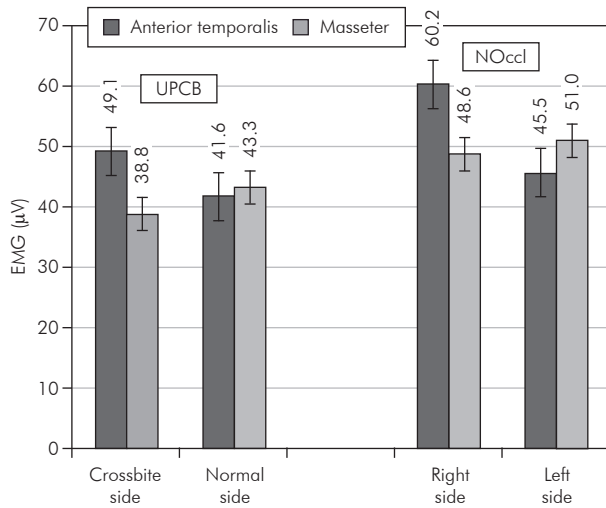 70
60
50
40
30
20
10
0
EMG (µV)
Anterior temporalis Masseter
UPCB
NOccl
49.1
38.8
41.6
43.3
60.2
48.6
45.5
51.0
Crossbite
side
Normal
side
Right
side
Left
side